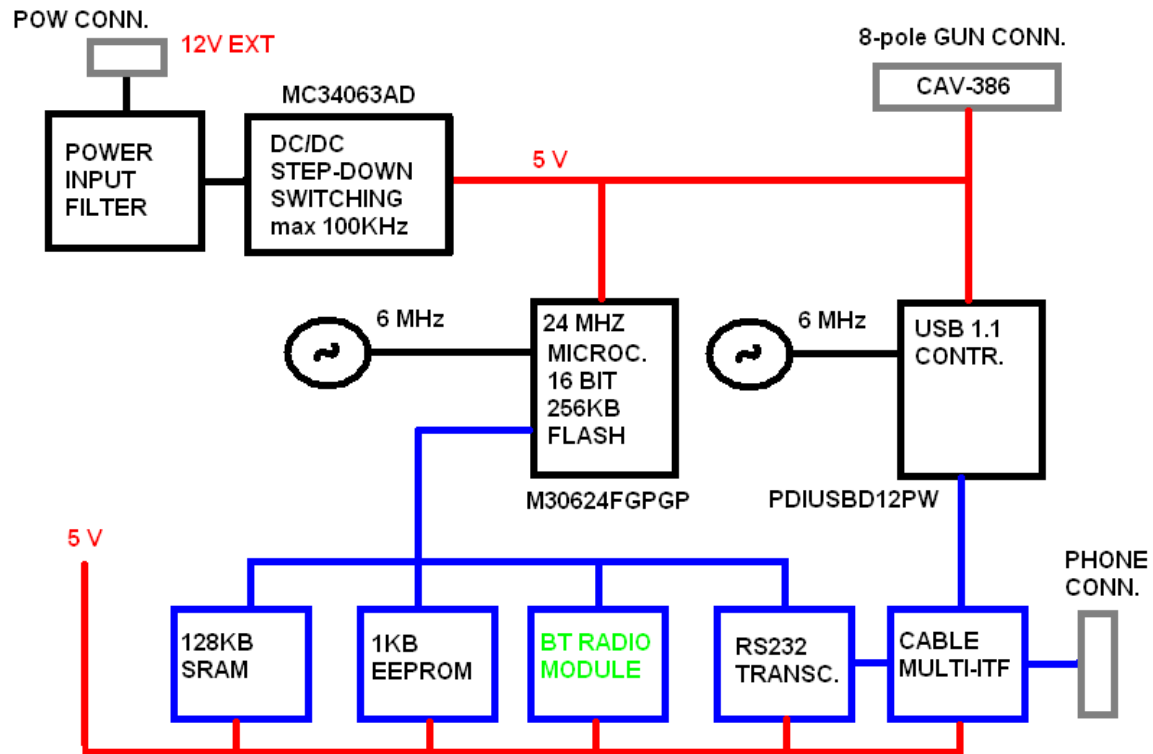 POW CONN.
12V EXT
8-pole GUN CONN.
CAV-386
MC34063AD
POWER
INPUT
FILTER
DC/DC
STEP-DOWN
SWITCHING
max 100KHz
5 V
6 MHz
24 MHZ
MICROC.
16 BIT
256KB
FLASH
M30624FGPGP
6 MHz
USB 1.1
CONTR.
PDIUSBD12PW
5 V
PHONE
CONN.
128KB
SRAM
1KB
EEPROM
BT RADIO
MODULE
RS232
TRANSC.
CABLE
MULTI-ITF